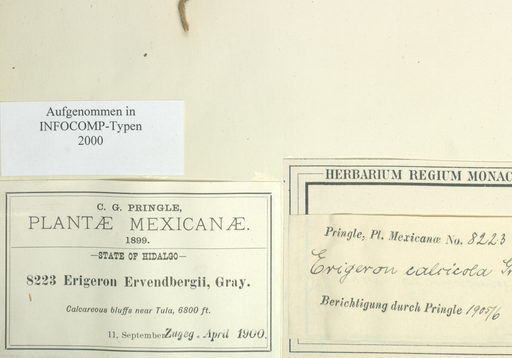 Aufgenommen in
INFOCOMP-Typen
2000
C. G. PRINGLE,
PLANTÆ MEXICANÆ.
1899.
—STATE OF HIDALGO—
8223 Erigeron Ervendbergii, Gray.
Calcareous bluffs near Tula, 6800 ft.
11, September Zugeg. April 1900.
HERBARIUM REGIUM MONAC
Pringle, Pl. Mexicanæ No. 8223
Erigeron calcicola
Berichtigung durch Pringle 1905/6